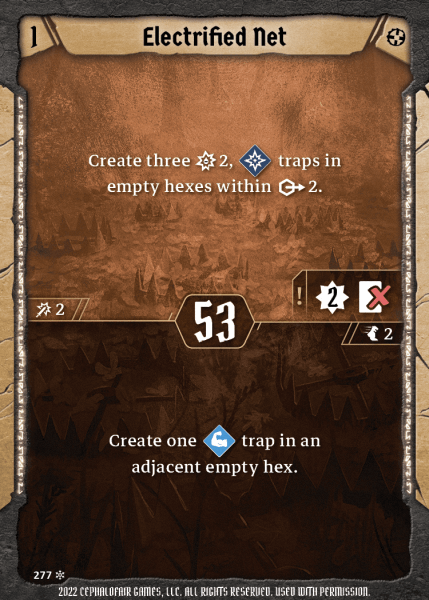 1
Electrified Net
Create three 2, traps in
empty hexes within 2.
2
! 2
53
2
Create one trap in an
adjacent empty hex.
277
2022 CEPHALOFAIR GAMES, LLC. ALL RIGHTS RESERVED. USED WITH PERMISSION.